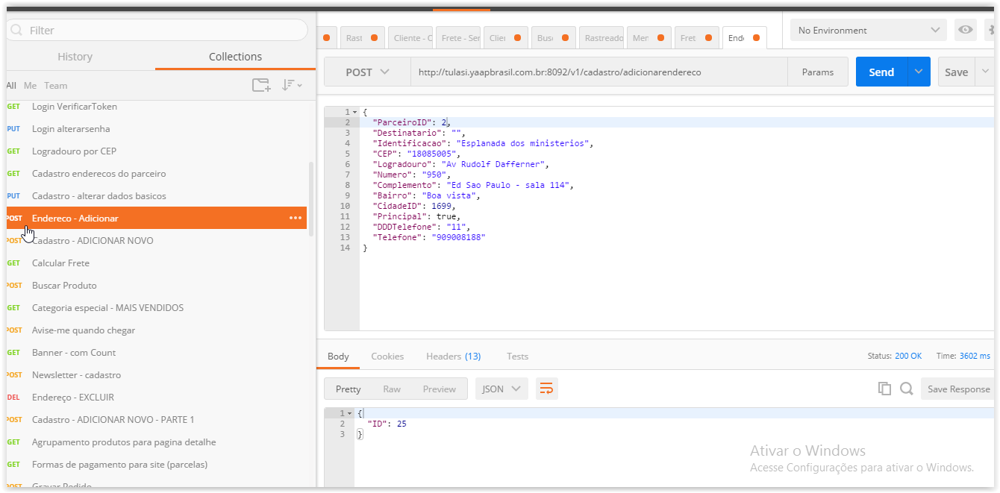 Filter
History Collections
All Me Team
GET Login VerificarToken
PUT Login alterarsenha
GET Logradouro por CEP
GET Cadastro enderecos do parceiro
PUT Cadastro - alterar dados basicos
POST Endereco - Adicionar
POST Cadastro - ADICIONAR NOVO
GET Calcular Frete
POST Buscar Produto
GET Categoria especial - MAIS VENDIDOS
POST Avise-me quando chegar
GET Banner - com Count
POST Newsletter - cadastro
DEL Endereço - EXCLUIR
POST Cadastro - ADICIONAR NOVO - PARTE 1
GET Agrupamento produtos para pagina detalhe
GET Formas de pagamento para site (parcelas)
POST Gravar Pedido
Rast Cliente - C Frete - Ser Clie Bus Rastreado Mer Fret Ende
No Environment
POST http://tulasi.yaapbrasil.com.br:8092/v1/cadastro/adicionarendereco Params Send Save
1 {
2 "ParceiroID": 2,
3 "Destinatario": "",
4 "Identificacao": "Esplanada dos ministerios",
5 "CEP": "18085005",
6 "Logradouro": "Av Rudolf Dafferner",
7 "Numero": "950",
8 "Complemento": "Ed Sao Paulo - sala 114",
9 "Bairro": "Boa vista",
10 "CidadeID": 1699,
11 "Principal": true,
12 "DDDTelefone": "11",
13 "Telefone": "909008188"
14 }
Body Cookies Headers (13) Tests Status: 200 OK Time: 3602 ms
Pretty Raw Preview JSON Save Response
1 {
2 "ID": 25
3 }
Ativar o Windows
Acesse Configurações para ativar o Windows.